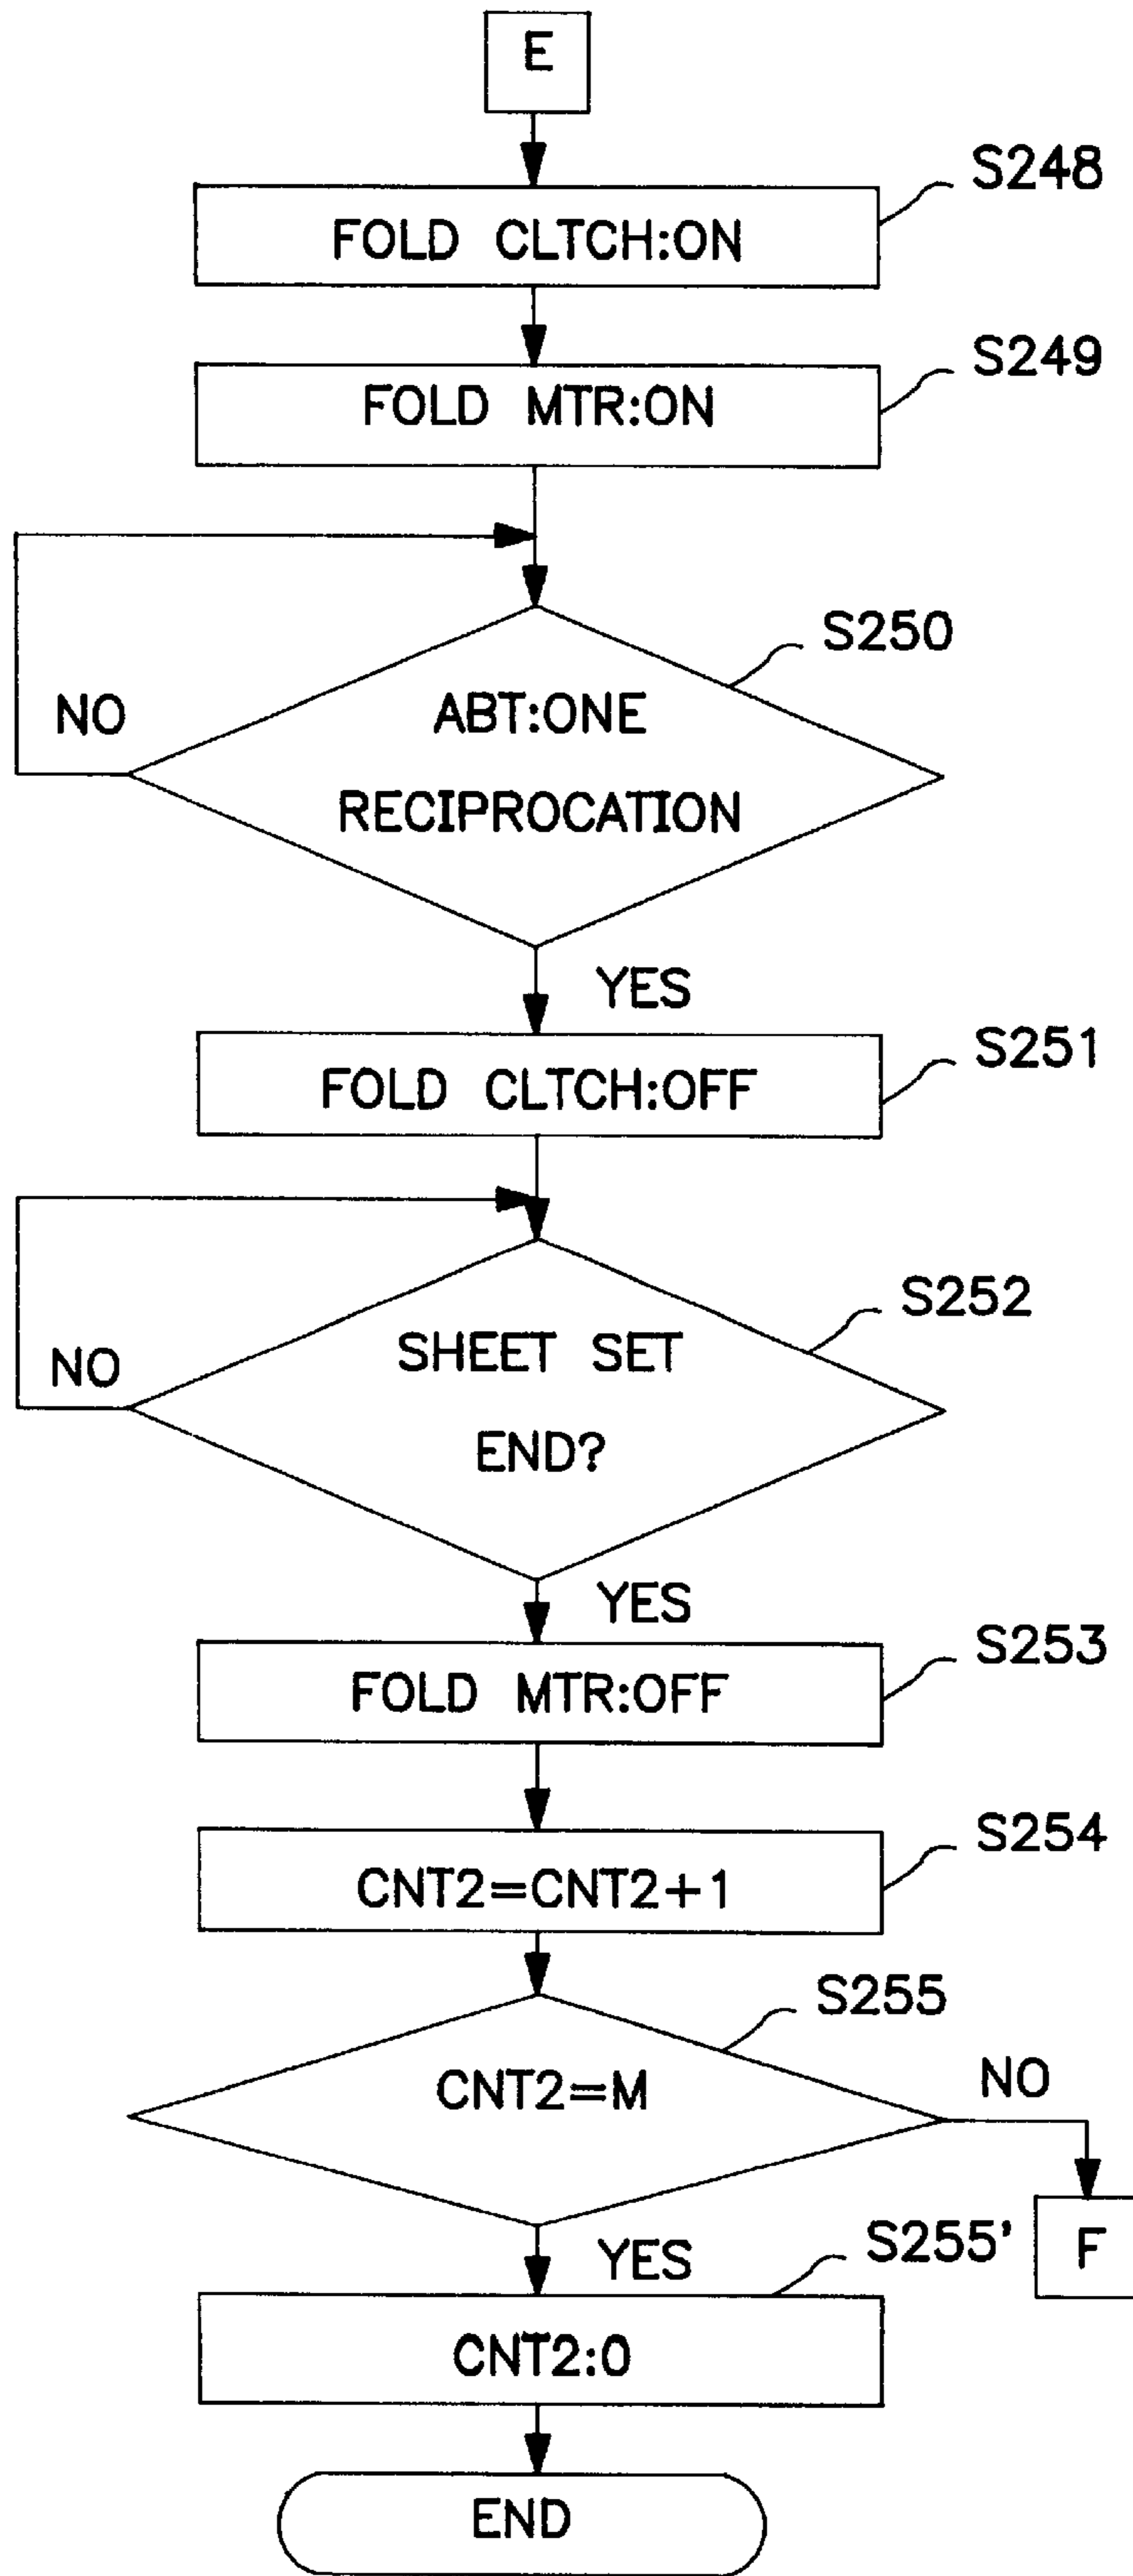 E
S248
FOLD CLTCH:ON
S249
FOLD MTR:ON
S250
NO
ABT:ONE
RECIPROCATION
YES
S251
FOLD CLTCH:OFF
S252
NO
SHEET SET
END?
YES
S253
FOLD MTR:OFF
S254
CNT2=CNT2+1
S255
CNT2=M
NO
F
YES
S255'
CNT2:0
END